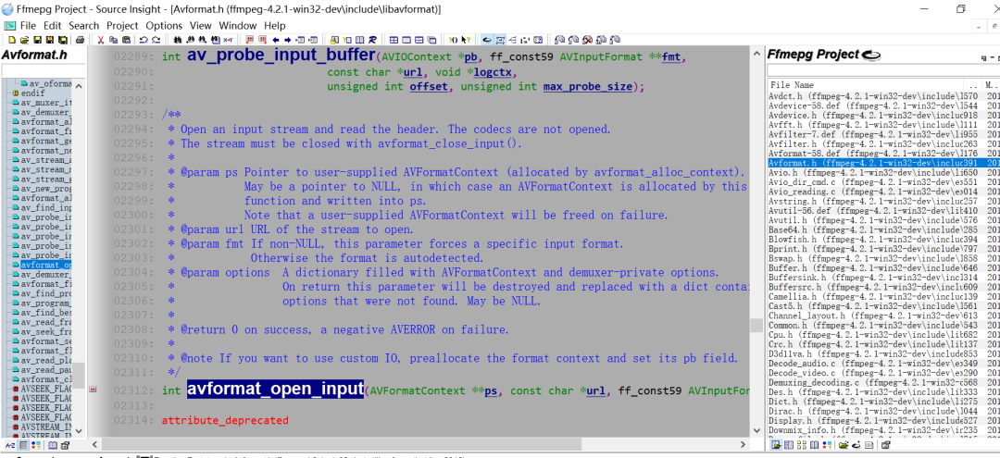 Ffmepg Project - Source Insight - [Avformat.h (ffmpeg-4.2.1-win32-dev\include\libavformat)]
File Edit Search Project Options View Window Help
Avformat.h
av_oforma
endif
av_muxer_it
av_demuxer_
avformat_al
avformat_fr
avformat_ge
avformat_ne
av_stream_a
av_stream_n
av_stream_g
av_new_prog
avformat_al
av_find_inp
av_probe_in
av_probe_in
av_probe_in
av_probe_in
av_probe_in
avformat_op
av_demuxer_
avformat_fi
av_find_pro
av_program_
av_find_bes
av_read_fra
av_seek_fra
avformat_se
avformat_fl
av_read_pla
av_read_pau
avformat_cl
AVSEEK_FLAG
AVSEEK_FLAG
AVSEEK_FLAG
AVSEEK_FLAG
AVSTREAM_IN
AVSTREAM_IN
02289: int av_probe_input_buffer(AVIOContext *pb, ff_const59 AVInputFormat **fmt,
02290: const char *url, void *logctx,
02291: unsigned int offset, unsigned int max_probe_size);
02292:
02293: /**
02294: * Open an input stream and read the header. The codecs are not opened.
02295: * The stream must be closed with avformat_close_input().
02296: *
02297: * @param ps Pointer to user-supplied AVFormatContext (allocated by avformat_alloc_context).
02298: * May be a pointer to NULL, in which case an AVFormatContext is allocated by this
02299: * function and written into ps.
02300: * Note that a user-supplied AVFormatContext will be freed on failure.
02301: * @param url URL of the stream to open.
02302: * @param fmt If non-NULL, this parameter forces a specific input format.
02303: * Otherwise the format is autodetected.
02304: * @param options A dictionary filled with AVFormatContext and demuxer-private options.
02305: * On return this parameter will be destroyed and replaced with a dict contai
02306: * options that were not found. May be NULL.
02307: *
02308: * @return 0 on success, a negative AVERROR on failure.
02309: *
02310: * @note If you want to use custom IO, preallocate the format context and set its pb field.
02311: */
02312: int avformat_open_input(AVFormatContext **ps, const char *url, ff_const59 AVInputFor
02313:
02314: attribute_deprecated
Ffmepg Project
File Name .. M..
Avdct.h (ffmpeg-4.2.1-win32-dev\include\l570 201
Avdevice-58.def (ffmpeg-4.2.1-win32-dev\l544 201
Avdevice.h (ffmpeg-4.2.1-win32-dev\includ918 201
Avfft.h (ffmpeg-4.2.1-win32-dev\include\l111 201
Avfilter-7.def (ffmpeg-4.2.1-win32-dev\li955 201
Avfilter.h (ffmpeg-4.2.1-win32-dev\includ263 201
Avformat-58.def (ffmpeg-4.2.1-win32-dev\l176 201
Avformat.h (ffmpeg-4.2.1-win32-dev\includ391 201
Avio.h (ffmpeg-4.2.1-win32-dev\include\li650 201
Avio_dir_cmd.c (ffmpeg-4.2.1-win32-dev\ex551 201
Avio_reading.c (ffmpeg-4.2.1-win32-dev\ex014 201
Avstring.h (ffmpeg-4.2.1-win32-dev\includ257 201
Avutil-56.def (ffmpeg-4.2.1-win32-dev\lib410 201
Avutil.h (ffmpeg-4.2.1-win32-dev\include\576 201
Base64.h (ffmpeg-4.2.1-win32-dev\include\285 201
Blowfish.h (ffmpeg-4.2.1-win32-dev\includ394 201
Bprint.h (ffmpeg-4.2.1-win32-dev\include\797 201
Bswap.h (ffmpeg-4.2.1-win32-dev\include\l858 201
Buffer.h (ffmpeg-4.2.1-win32-dev\include\646 201
Buffersink.h (ffmpeg-4.2.1-win32-dev\incl314 201
Buffersrc.h (ffmpeg-4.2.1-win32-dev\inclu609 201
Camellia.h (ffmpeg-4.2.1-win32-dev\includ139 201
Cast5.h (ffmpeg-4.2.1-win32-dev\include\l561 201
Channel_layout.h (ffmpeg-4.2.1-win32-dev\613 201
Common.h (ffmpeg-4.2.1-win32-dev\include\543 201
Cpu.h (ffmpeg-4.2.1-win32-dev\include\lib682 201
Crc.h (ffmpeg-4.2.1-win32-dev\include\lib137 201
D3d11va.h (ffmpeg-4.2.1-win32-dev\include853 201
Decode_audio.c (ffmpeg-4.2.1-win32-dev\ex349 201
Decode_video.c (ffmpeg-4.2.1-win32-dev\ex290 201
Demuxing_decoding.c (ffmpeg-4.2.1-win32-c568 201
Des.h (ffmpeg-4.2.1-win32-dev\include\lib333 201
Dict.h (ffmpeg-4.2.1-win32-dev\include\li275 201
Dirac.h (ffmpeg-4.2.1-win32-dev\include\l044 201
Display.h (ffmpeg-4.2.1-win32-dev\include527 201
Downmix_info.h (ffmpeg-4.2.1-win32-dev\ir235 201